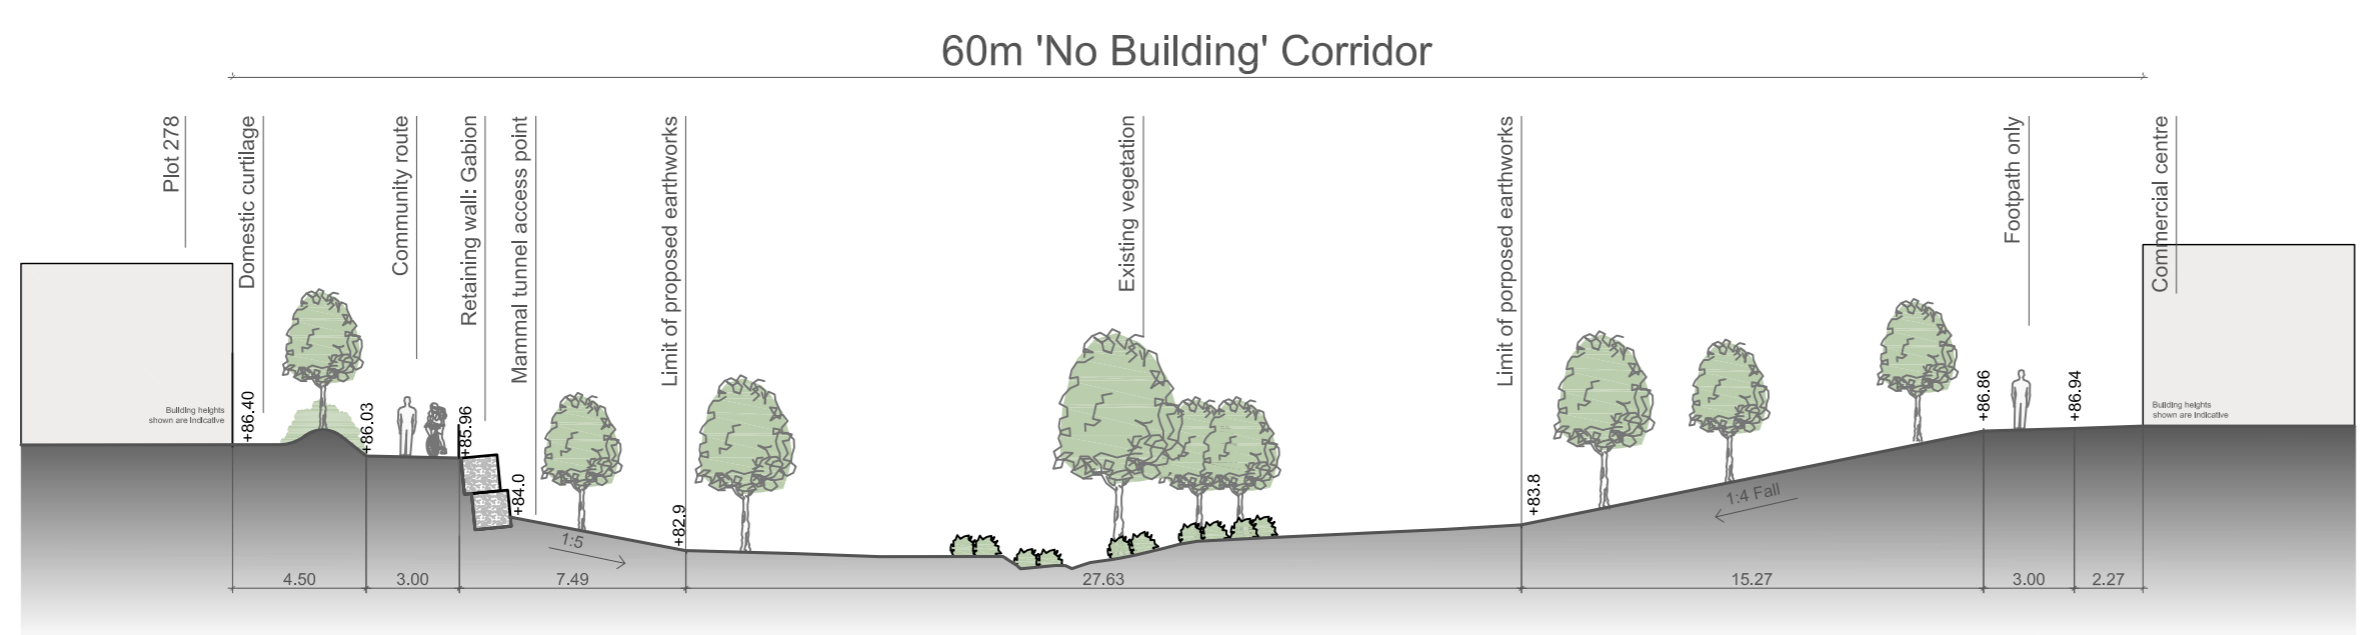 60m 'No Building' Corridor
Plot 278
Domestic curtilage
Community route
Retaining wall: Gabion
Mammal tunnel access point
Limit of proposed earthworks
Existing vegetation
Limit of porposed earthworks
Footpath only
Commercial centre
Building heights
shown are Indicative
+86.40
+86.03
+85.96
+84.0
+82.9
+83.8
+86.86
+86.94
Building heights
shown are Indicative
1:5
1:4 Fall
4.50
3.00
7.49
27.63
15.27
3.00
2.27